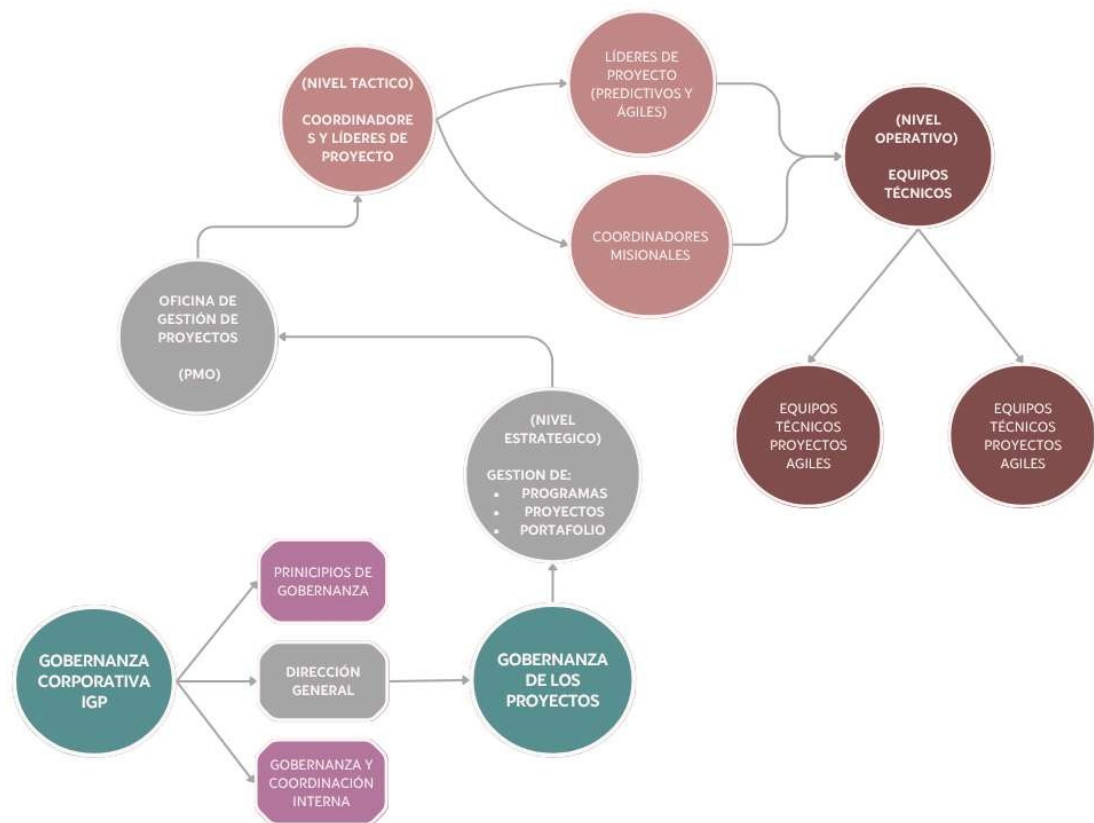 (NIVEL TACTICO)
COORDINADORE
S Y LÍDERES DE
PROYECTO
LÍDERES DE
PROYECTO
(PREDICTIVOS Y
ÁGILES)
COORDINADORES
MISIONALES
(NIVEL
OPERATIVO)
EQUIPOS
TÉCNICOS
OFICINA DE
GESTIÓN DE
PROYECTOS
(PMO)
EQUIPOS
TÉCNICOS
PROYECTOS
AGILES
EQUIPOS
TÉCNICOS
PROYECTOS
AGILES
(NIVEL
ESTRATEGICO)
GESTION DE:
• PROGRAMAS
• PROYECTOS
• PORTAFOLIO
PRINICIPIOS DE
GOBERNANZA
GOBERNANZA
CORPORATIVA
IGP
DIRECCIÓN
GENERAL
GOBERNANZA
DE LOS
PROYECTOS
GOBERNANZA Y
COORDINACIÓN
INTERNA